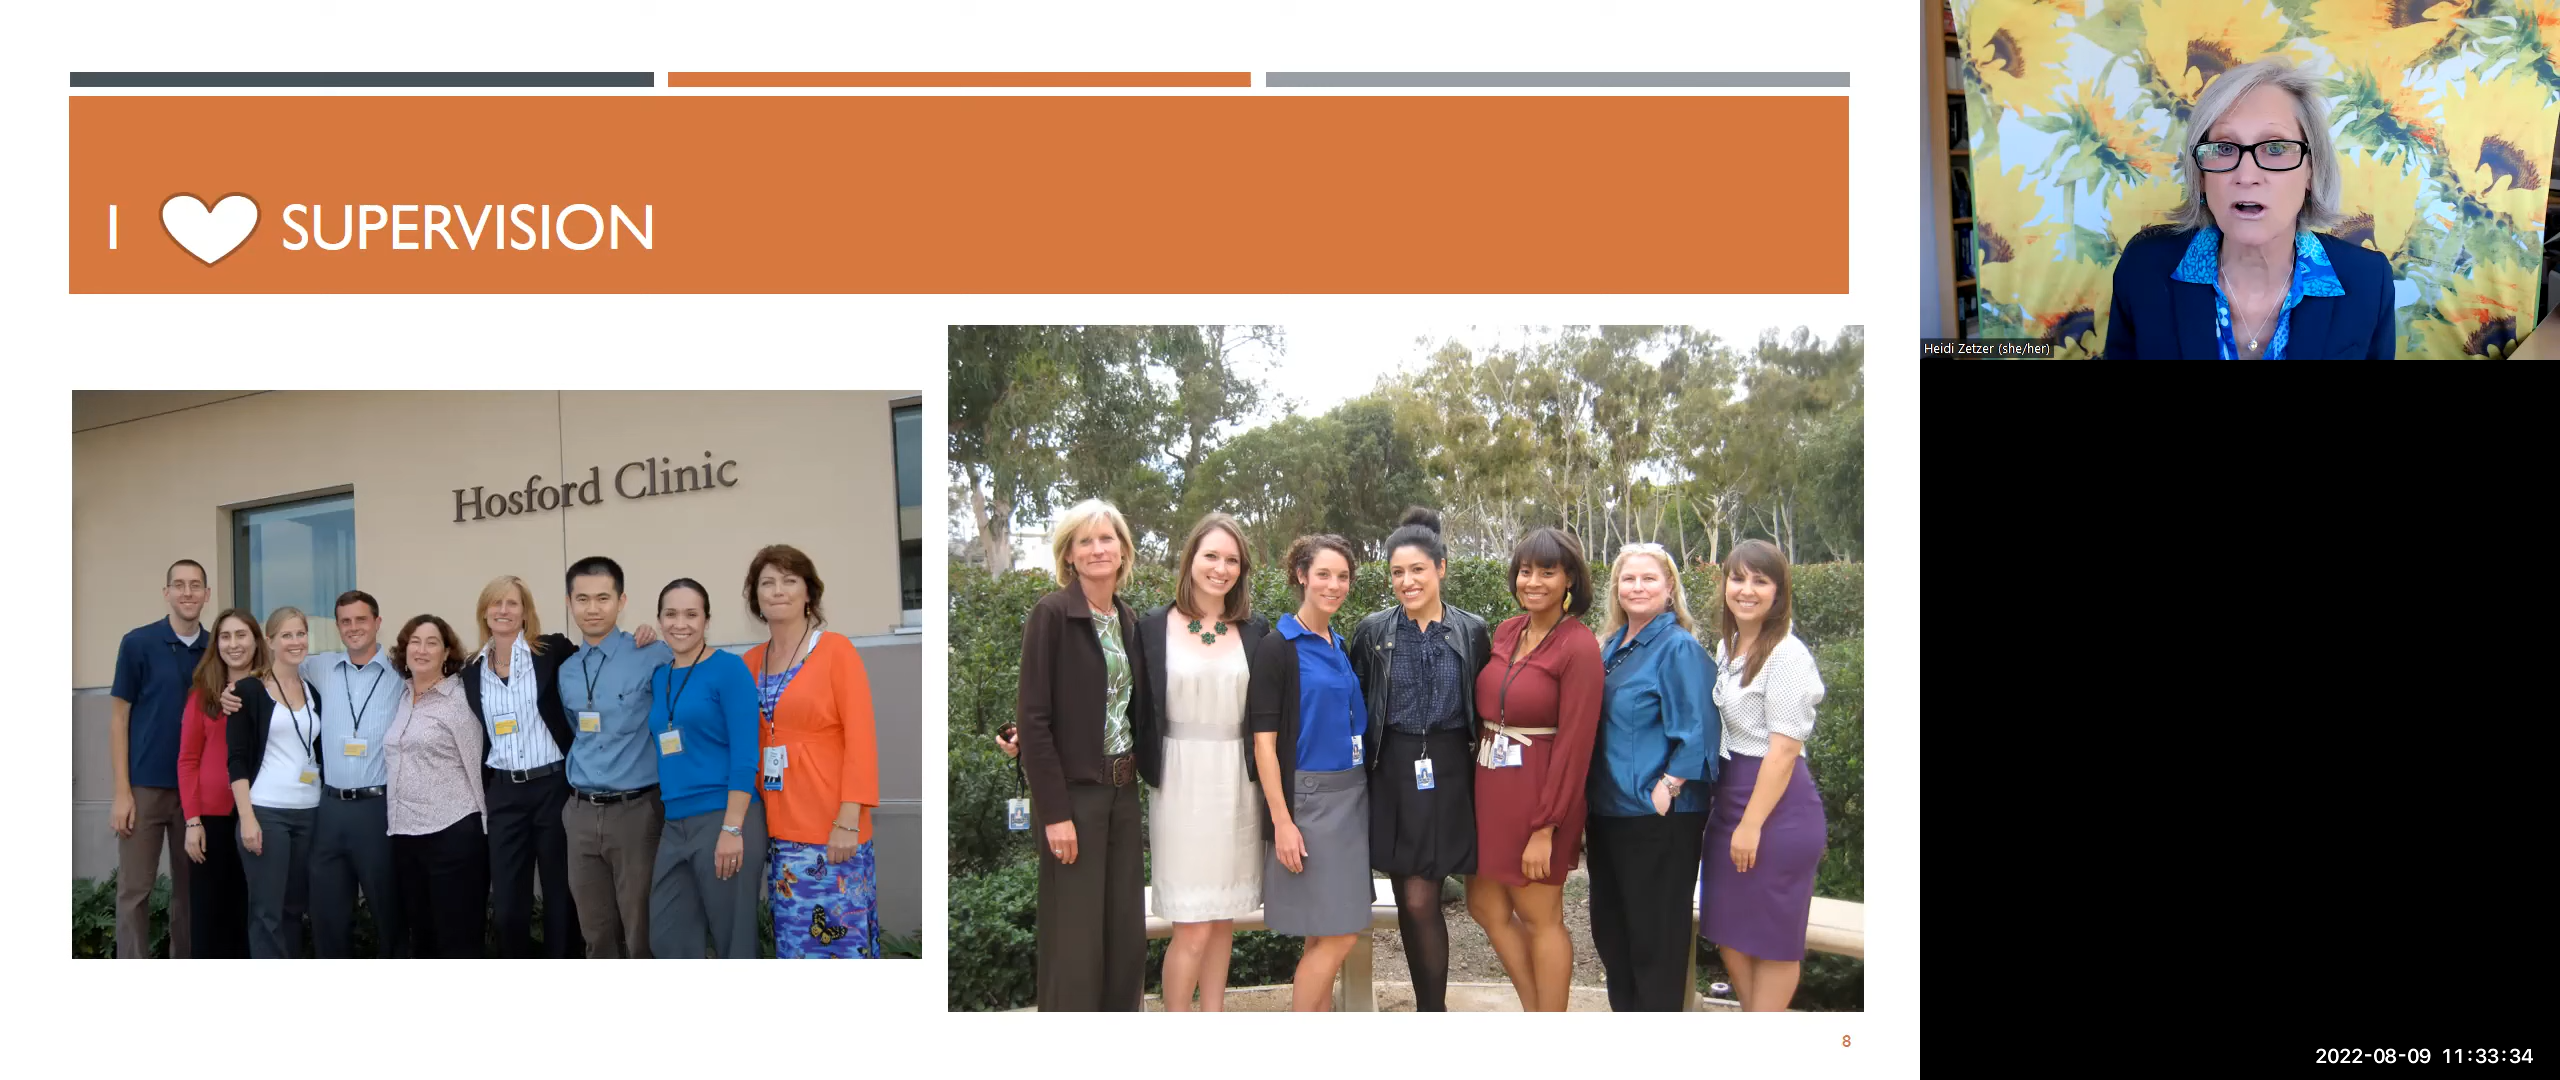 I SUPERVISION
Hosford Clinic
8
Heidi Zetzer (she/her)
2022-08-09 11:33:34